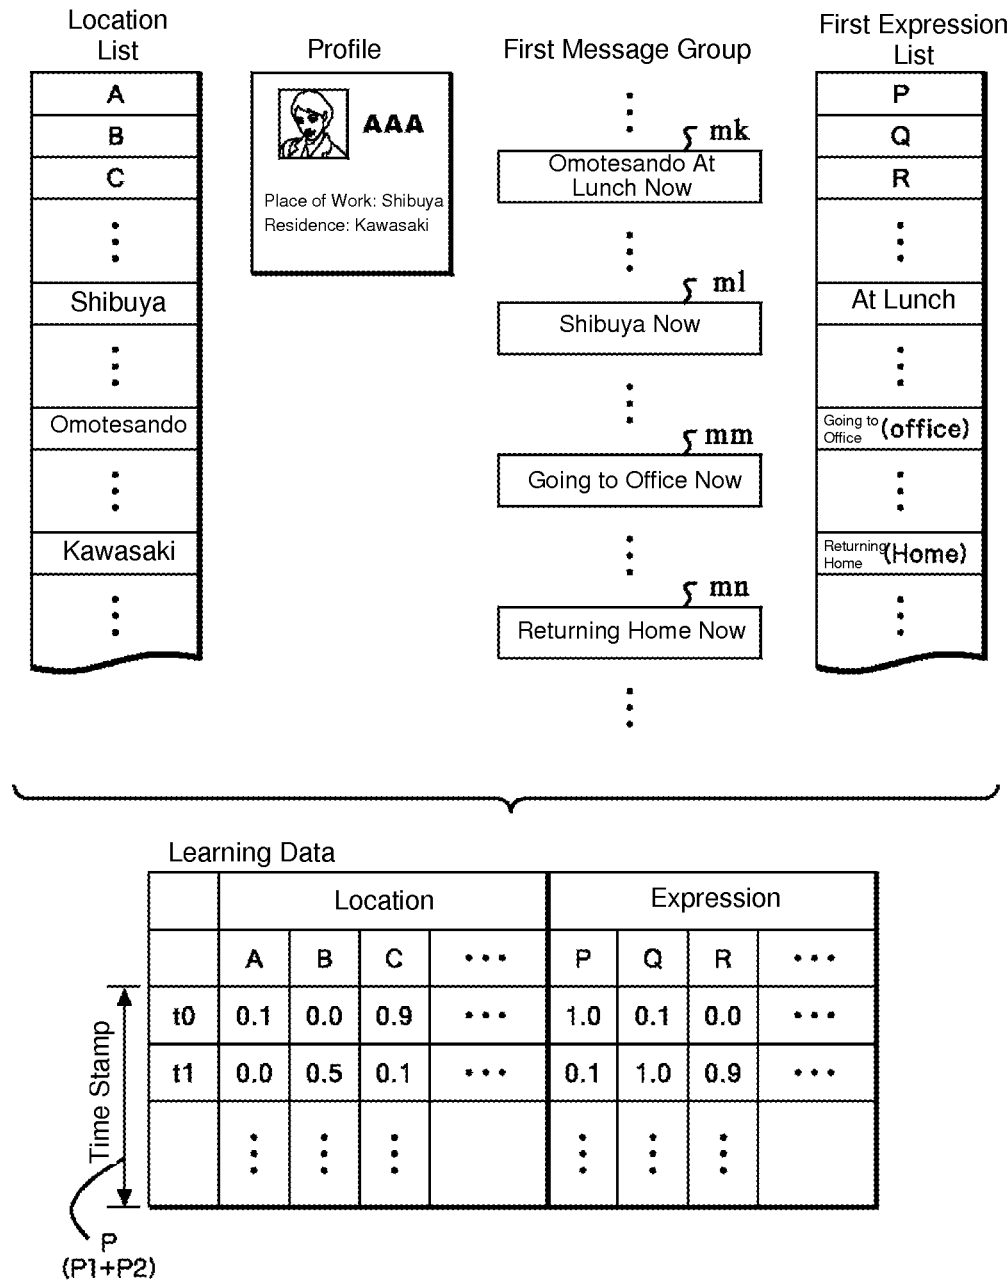 Location
List
A
B
C
Shibuya
Omotesando
Kawasaki
Profile
AAA
Place of Work: Shibuya
Residence: Kawasaki
First Message Group
mk
Omotesando At
Lunch Now
ml
Shibuya Now
mm
Going to Office Now
mn
Returning Home Now
First Expression
List
P
Q
R
At Lunch
Going to
Office (office)
Returning
Home (Home)
Learning Data
Location Expression
A B C ••• P Q R •••
t0 0.1 0.0 0.9 ••• 1.0 0.1 0.0 •••
t1 0.0 0.5 0.1 ••• 0.1 1.0 0.9 •••
Time Stamp
P
(P1+P2)